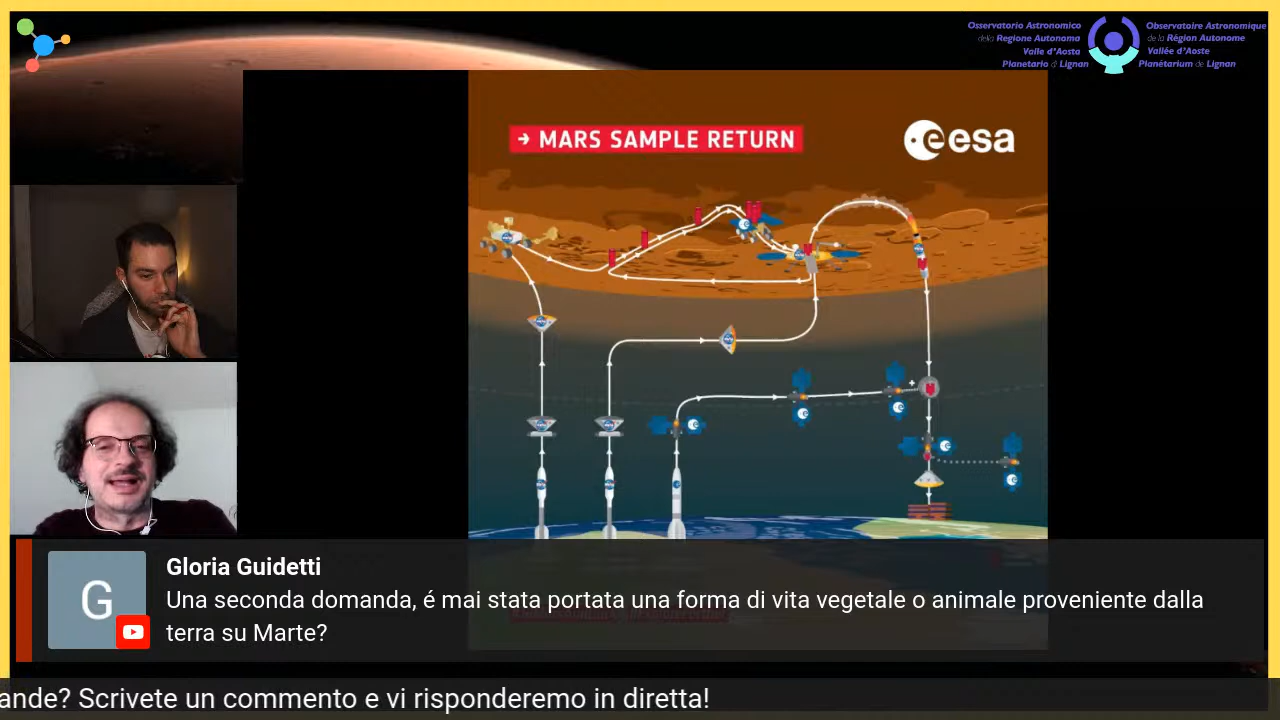 Osservatorio Astronomico
della Regione Autonoma
Valle d'Aosta
Planetario di Lignan
Observatoire Astronomique
de la Région Autonome
Vallée d'Aoste
Planétarium de Lignan
→ MARS SAMPLE RETURN
esa
G
Gloria Guidetti
Una seconda domanda, é mai stata portata una forma di vita vegetale o animale proveniente dalla
terra su Marte?
ande? Scrivete un commento e vi risponderemo in diretta!